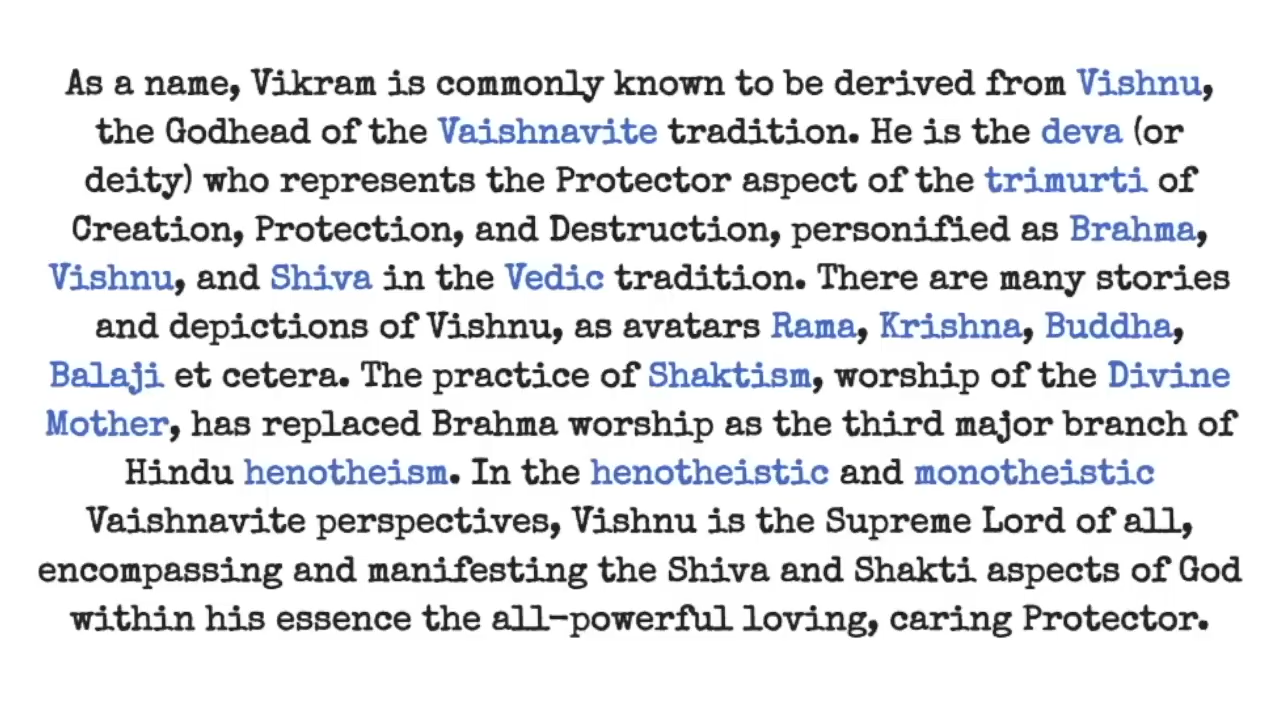 As a name, Vikram is commonly known to be derived from Vishnu,
the Godhead of the Vaishnavite tradition. He is the deva (or
deity) who represents the Protector aspect of the trimurti of
Creation, Protection, and Destruction, personified as Brahma,
Vishnu, and Shiva in the Vedic tradition. There are many stories
and depictions of Vishnu, as avatars Rama, Krishna, Buddha,
Balaji et cetera. The practice of Shaktism, worship of the Divine
Mother, has replaced Brahma worship as the third major branch of
Hindu henotheism. In the henotheistic and monotheistic
Vaishnavite perspectives, Vishnu is the Supreme Lord of all,
encompassing and manifesting the Shiva and Shakti aspects of God
within his essence the all-powerful loving, caring Protector.